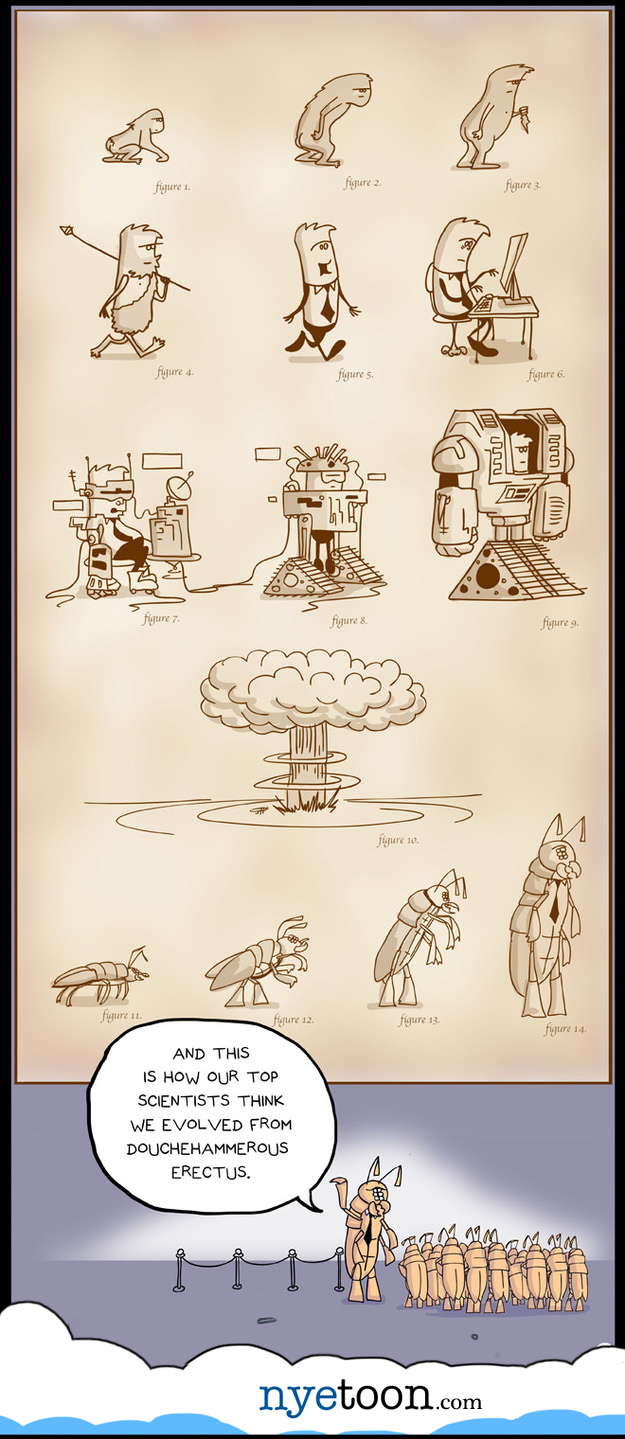 figure 1.
figure 2.
figure 3.
figure 4.
figure 5.
figure 6.
figure 7.
figure 8.
figure 9.
figure 10.
figure 11.
figure 12.
figure 13.
figure 14.
AND THIS
IS HOW OUR TOP
SCIENTISTS THINK
WE EVOLVED FROM
DOUCHEHAMMEROUS
ERECTUS.
nyetoon.com